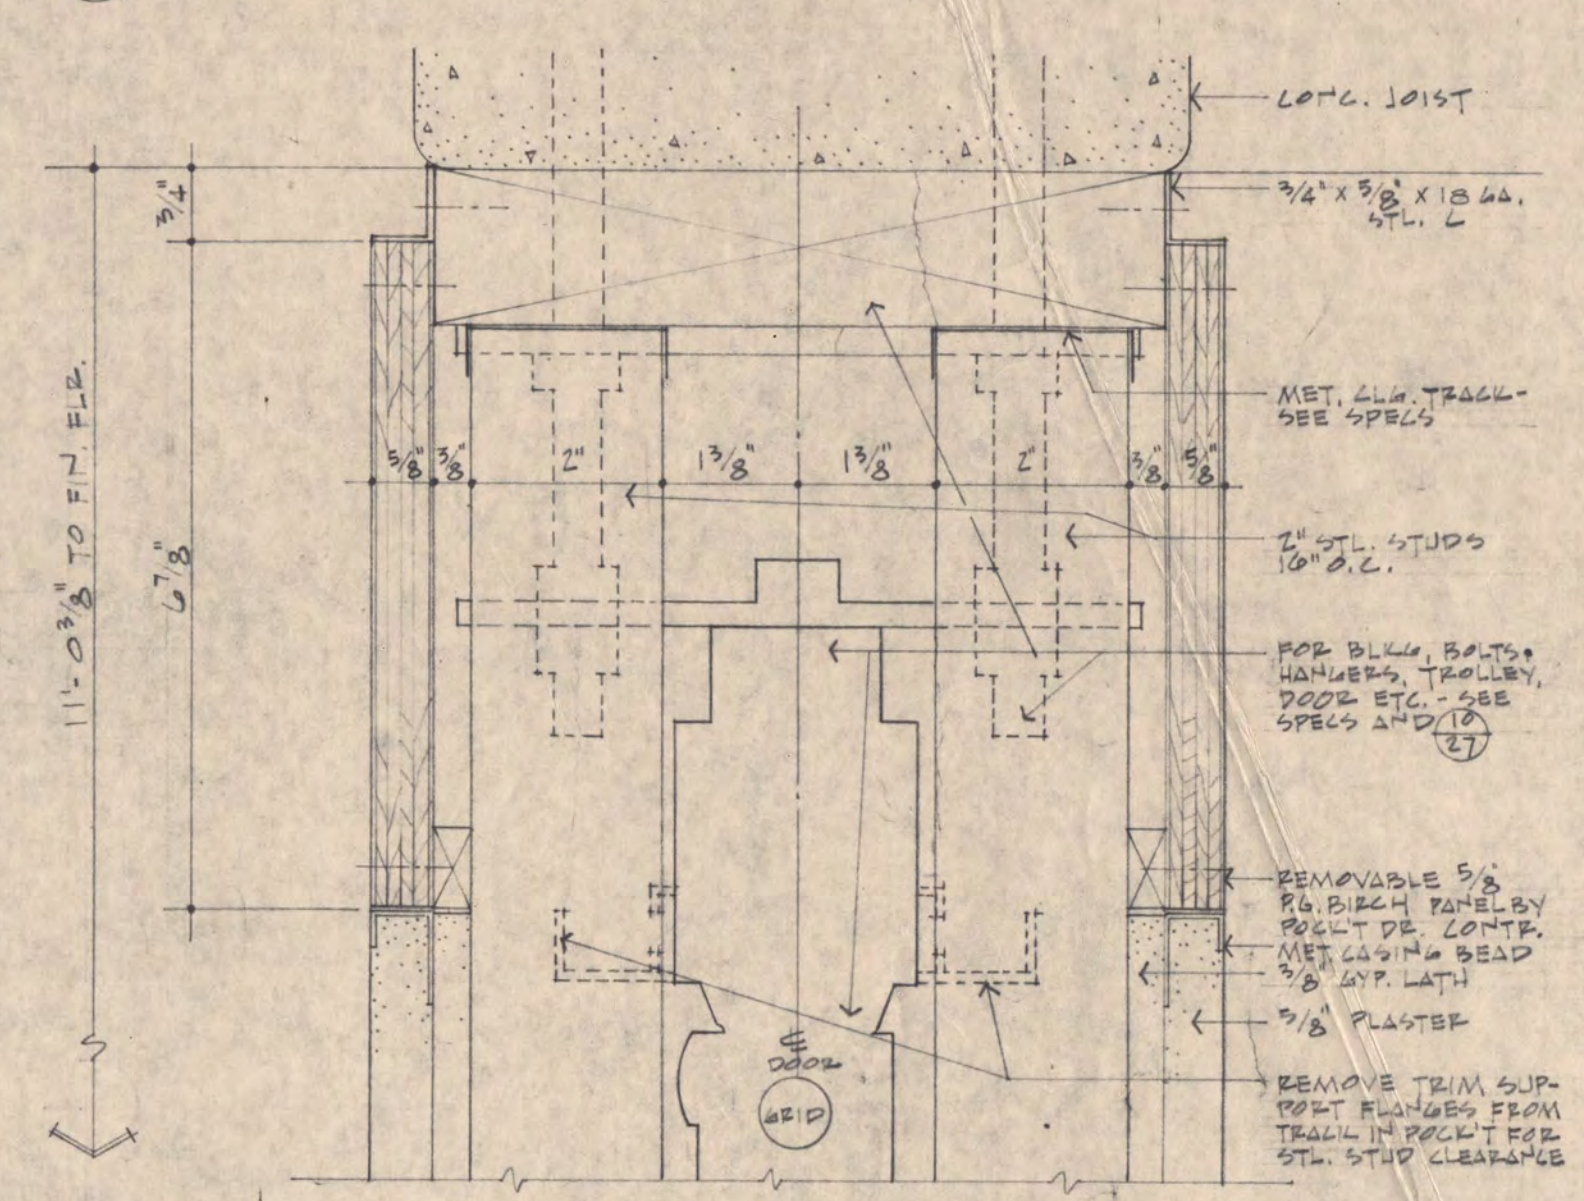 CONC. JOIST
3/4" X 5/8" X 18 GA.
STL. L
3/4"
MET. CLG. TRACK-
SEE SPECS
11'-0 3/8" TO FIN. FLR.
6 7/8"
5/8" 3/8" 2" 1 3/8" 1 3/8" 2" 3/8" 5/8"
2" STL. STUDS
16" O.C.
FOR BLKG, BOLTS,
HANGERS, TROLLEY,
DOOR ETC. - SEE
SPECS AND 10
27
REMOVABLE 5/8"
P.G. BIRCH PANEL BY
POCK'T DR. CONTR.
MET. CASING BEAD
3/8" GYP. LATH
5/8" PLASTER
℄
DOOR
GRID
REMOVE TRIM SUP-
PORT FLANGES FROM
TRACK IN POCK'T FOR
STL. STUD CLEARANCE